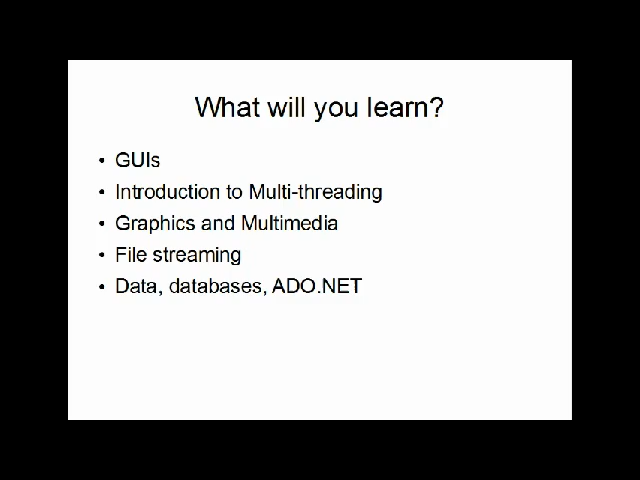 What will you learn?
• GUIs
• Introduction to Multi-threading
• Graphics and Multimedia
• File streaming
• Data, databases, ADO.NET